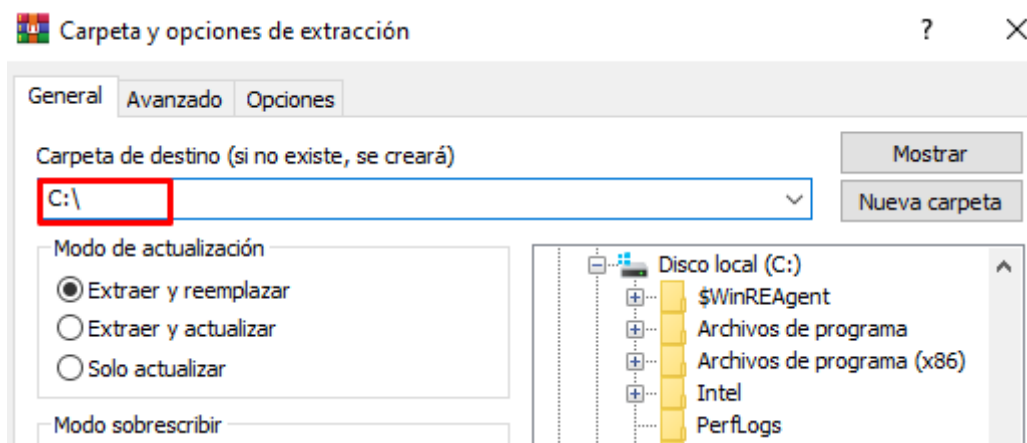 Carpeta y opciones de extracción
?
General Avanzado Opciones
Carpeta de destino (si no existe, se creará)
Mostrar
C:\
Nueva carpeta
Modo de actualización
Extraer y reemplazar
Extraer y actualizar
Solo actualizar
Modo sobrescribir
Disco local (C:)
$WinREAgent
Archivos de programa
Archivos de programa (x86)
Intel
PerfLogs